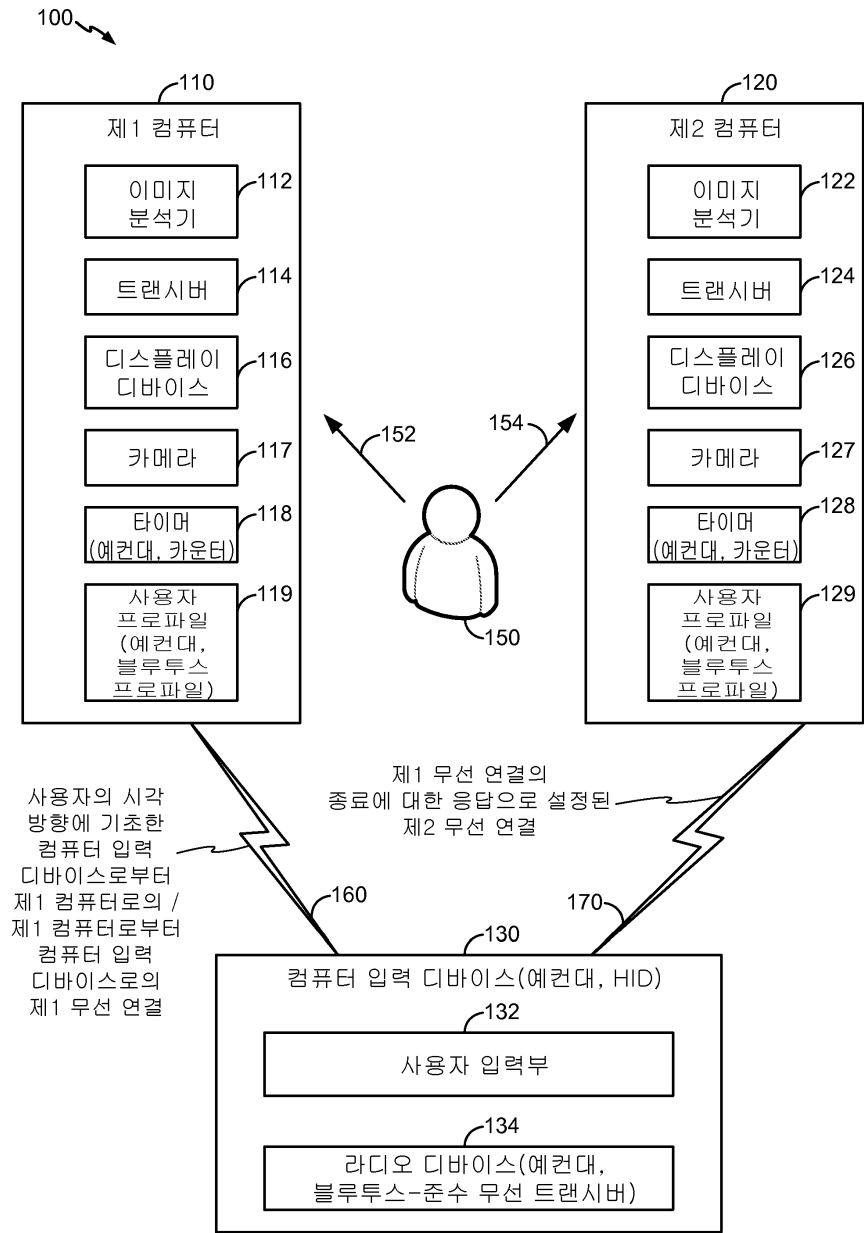 100
110
제1 컴퓨터
이미지
분석기
112
트랜시버
114
디스플레이
디바이스
116
카메라
117
타이머
(예컨대, 카운터)
118
사용자
프로파일
(예컨대,
블루투스
프로파일)
119
120
제2 컴퓨터
이미지
분석기
122
트랜시버
124
디스플레이
디바이스
126
카메라
127
타이머
(예컨대, 카운터)
128
사용자
프로파일
(예컨대,
블루투스
프로파일)
129
152
154
150
사용자의 시각
방향에 기초한
컴퓨터 입력
디바이스로부터
제1 컴퓨터로의 /
제1 컴퓨터로부터
컴퓨터 입력
디바이스로의
제1 무선 연결
160
제1 무선 연결의
종료에 대한 응답으로 설정된
제2 무선 연결
170
130
컴퓨터 입력 디바이스(예컨대, HID)
132
사용자 입력부
134
라디오 디바이스(예컨대,
블루투스-준수 무선 트랜시버)